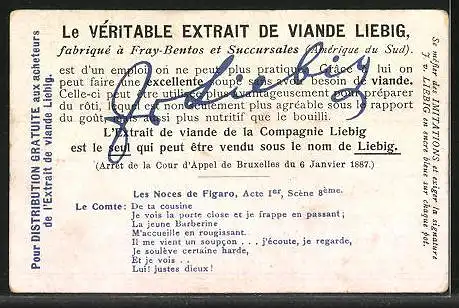 Le VÉRITABLE EXTRAIT DE VIANDE LIEBIG,
fabriqué à Fray-Bentos et Succursales (Amérique du Sud).
est d'un emploi on ne peut plus pratique. Grâce à lui on
peut faire une excellente soupe sans avoir besoin de viande.
Celle-ci peut être utilisée plus avantageusement pour préparer
du rôti, lequel est non seulement plus agréable sous le rapport
du goût, mais aussi plus nutritif que le bouilli.
L'Extrait de viande de la Compagnie Liebig
est le seul qui peut être vendu sous le nom de Liebig.
(Arrêt de la Cour d'Appel de Bruxelles du 6 Janvier 1887.)
Les Noces de Figaro, Acte Ier, Scène 8ème.
Le Comte: De ta cousine
Je vois la porte close et je frappe en passant;
La jeune Barberine
M'accueille en rougissant.
Il me vient un soupçon . . . j'écoute, je regarde,
Je soulève certaine harde,
Et je vois . .
Lui! justes dieux!
Pour DISTRIBUTION GRATUITE aux acheteurs
de l'Extrait de viande Liebig.
Se méfier des IMITATIONS et exiger la signature
J. v. LIEBIG en encre bleue sur chaque pot.
J v Liebig